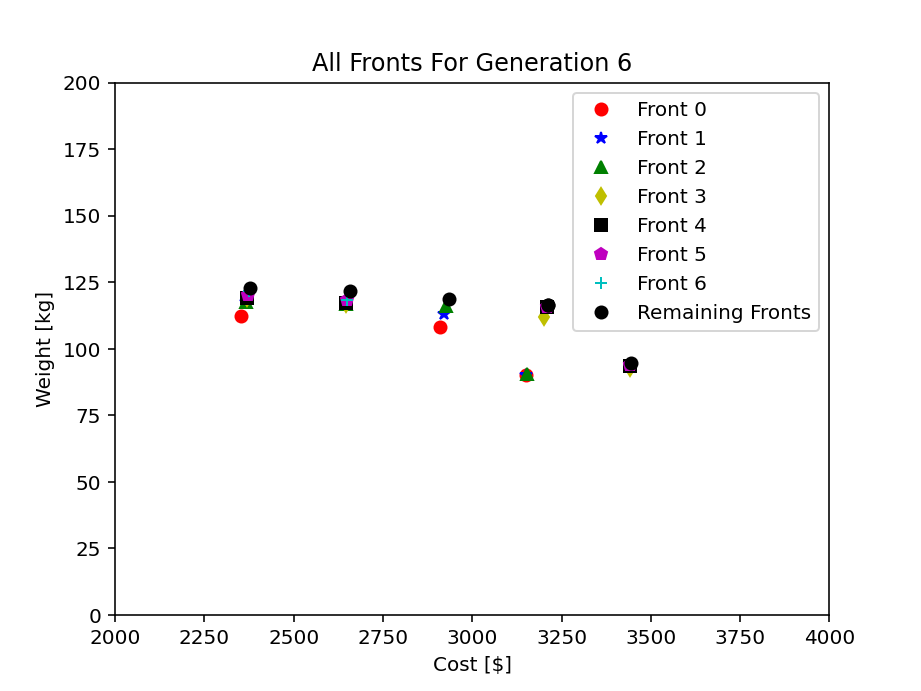 All Fronts For Generation 6
200
175
150
125
100
75
50
25
0
Weight [kg]
Front 0
Front 1
Front 2
Front 3
Front 4
Front 5
Front 6
Remaining Fronts
2000 2250 2500 2750 3000 3250 3500 3750 4000
Cost [$]